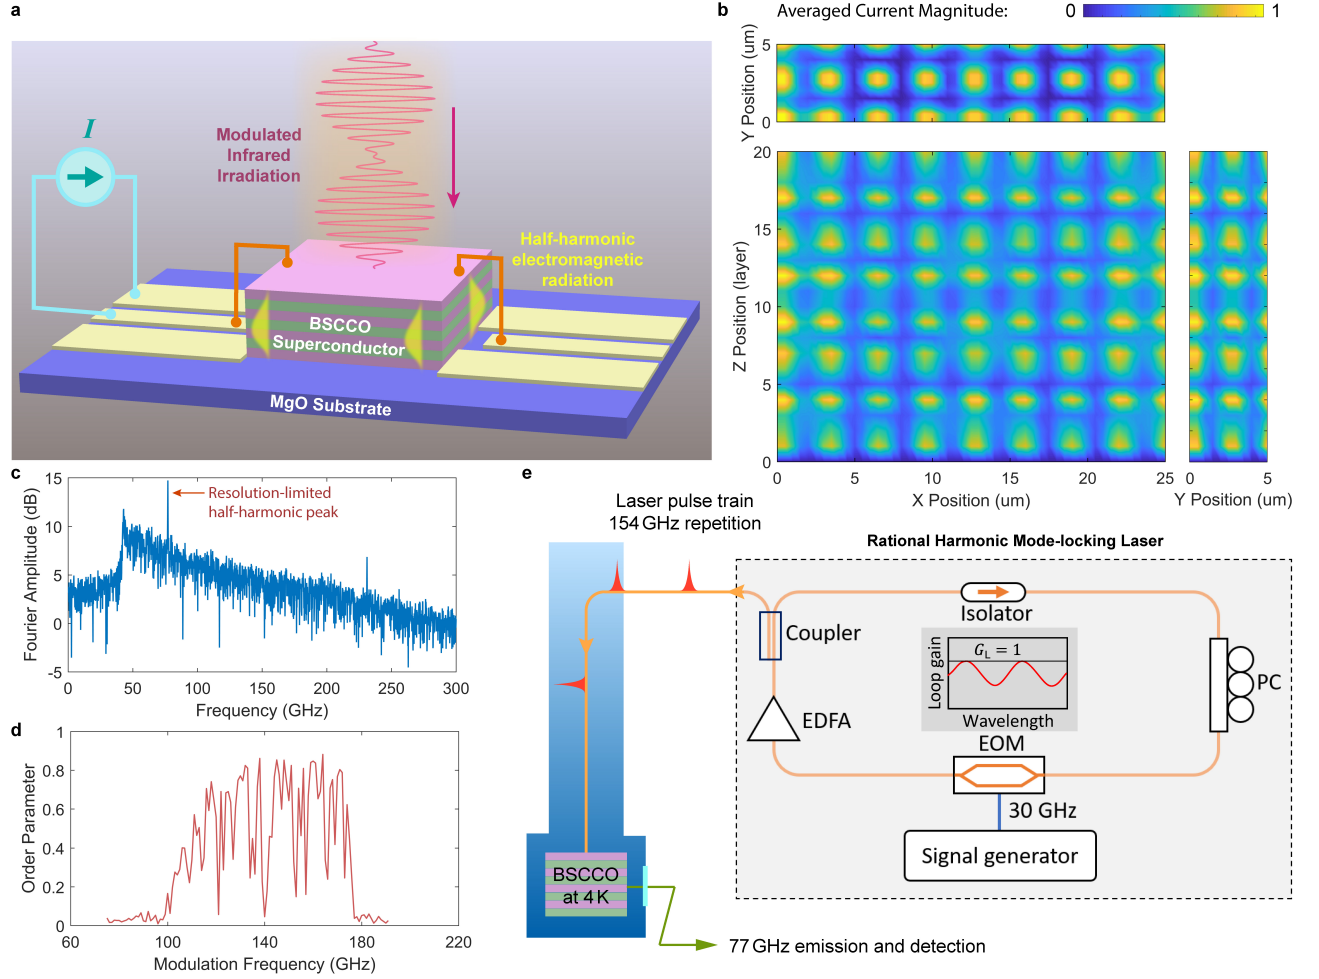 a
I
Modulated
Infrared
Irradiation
Half-harmonic
electromagnetic
radiation
BSCCO
Superconductor
MgO Substrate
b
Averaged Current Magnitude:
0
1
Y Position (um)
5
0
Z Position (layer)
20
15
10
5
0
0
5
10
15
20
25
X Position (um)
0
5
Y Position (um)
c
Fourier Amplitude (dB)
15
10
5
0
-5
Resolution-limited
half-harmonic peak
0
50
100
150
200
250
300
Frequency (GHz)
d
Order Parameter
1
0.8
0.6
0.4
0.2
0
60
100
140
180
220
Modulation Frequency (GHz)
e
Laser pulse train
154 GHz repetition
Rational Harmonic Mode-locking Laser
Isolator
Coupler
Loop gain
G_L = 1
Wavelength
PC
EDFA
EOM
30 GHz
Signal generator
BSCCO
at 4 K
77 GHz emission and detection